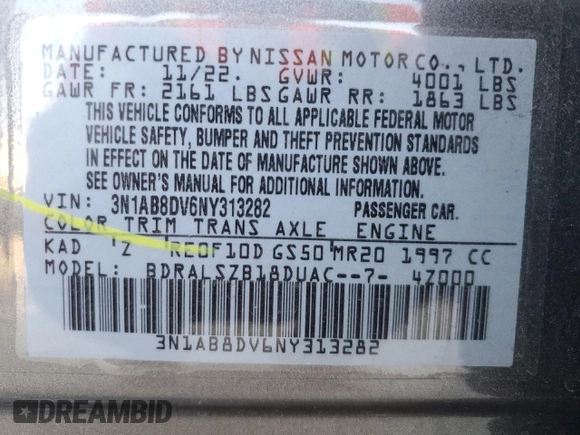 MANUFACTURED BY NISSAN MOTOR CO., LTD.
DATE: 11/22. GVWR: 4001 LBS
GAWR FR: 2161 LBS GAWR RR: 1863 LBS
THIS VEHICLE CONFORMS TO ALL APPLICABLE FEDERAL MOTOR
VEHICLE SAFETY, BUMPER AND THEFT PREVENTION STANDARDS
IN EFFECT ON THE DATE OF MANUFACTURE SHOWN ABOVE.
SEE OWNER'S MANUAL FOR ADDITIONAL INFORMATION.
VIN: 3N1AB8DV6NY313282 PASSENGER CAR.
COLOR TRIM TRANS AXLE ENGINE
KAD Z RE0F10D GS50 MR20 1997 CC
MODEL: BDRALSZB18DUAC--7- 4Z000
3N1AB8DV6NY313282
DREAMBID